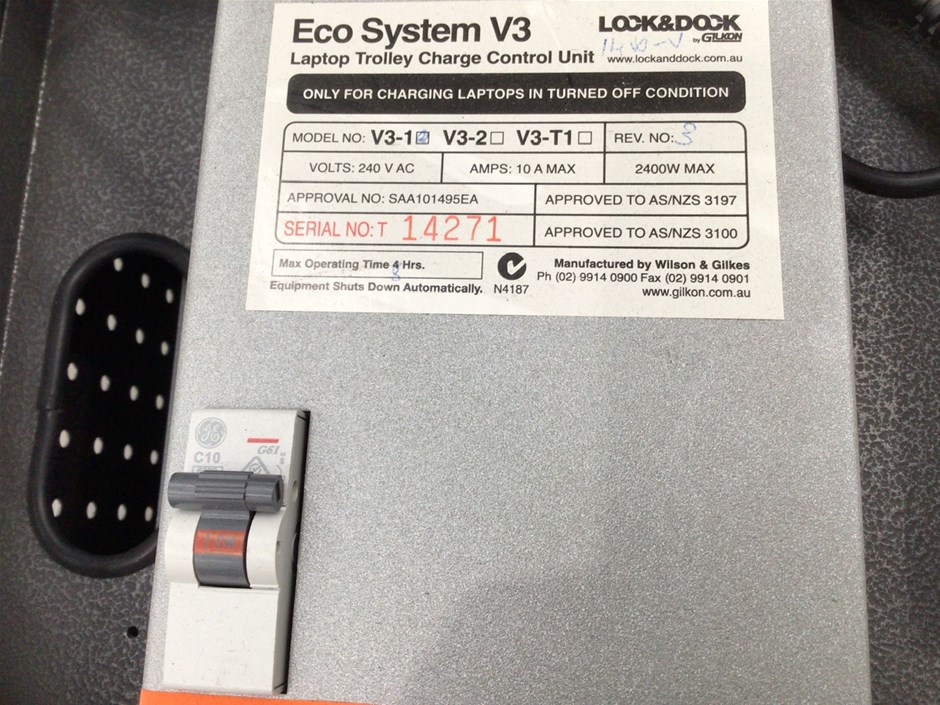 Eco System V3
LOCK&DOCK
by GILKON
Laptop Trolley Charge Control Unit
www.lockanddock.com.au
ONLY FOR CHARGING LAPTOPS IN TURNED OFF CONDITION
MODEL NO: V3-1☑ V3-2☐ V3-T1☐ REV. NO: 3
VOLTS: 240 V AC AMPS: 10 A MAX 2400W MAX
APPROVAL NO: SAA101495EA APPROVED TO AS/NZS 3197
SERIAL NO: T 14271 APPROVED TO AS/NZS 3100
Max Operating Time 4 Hrs.
Equipment Shuts Down Automatically. N4187
Manufactured by Wilson & Gilkes
Ph (02) 9914 0900 Fax (02) 9914 0901
www.gilkon.com.au
GE
G61
C10